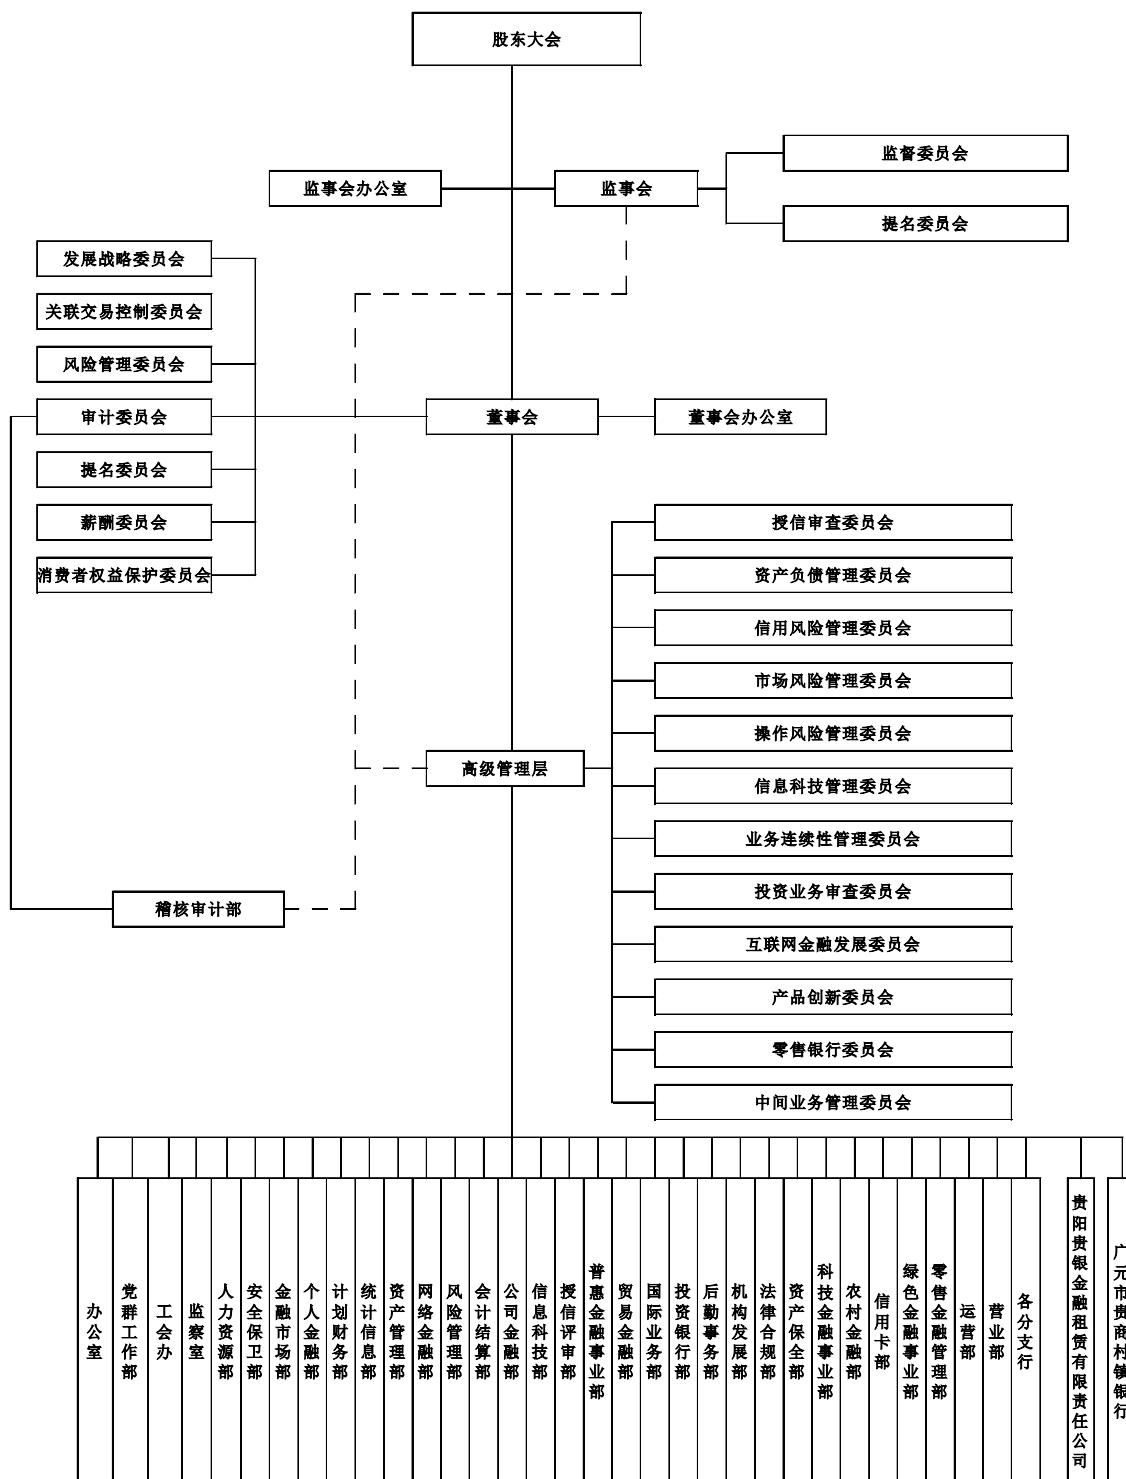 股东大会
监督委员会
监事会办公室
监事会
提名委员会
发展战略委员会
关联交易控制委员会
风险管理委员会
审计委员会
董事会
董事会办公室
提名委员会
薪酬委员会
消费者权益保护委员会
授信审查委员会
资产负债管理委员会
信用风险管理委员会
市场风险管理委员会
操作风险管理委员会
高级管理层
信息科技管理委员会
业务连续性管理委员会
投资业务审查委员会
稽核审计部
互联网金融发展委员会
产品创新委员会
零售银行委员会
中间业务管理委员会
办公室
党群工作部
工会办
监察室
人力资源部
安全保卫部
金融市场部
个人金融部
计划财务部
统计信息部
资产管理部
网络金融部
风险管理部
会计结算部
公司金融部
信息科技部
授信评审部
普惠金融事业部
贸易金融部
国际业务部
投资银行部
后勤事务部
机构发展部
法律合规部
资产保全部
科技金融事业部
农村金融部
信用卡部
绿色金融事业部
零售金融管理部
运营部
营业部
各分支行
贵阳贵银金融租赁有限责任公司
广元市贵商村镇银行